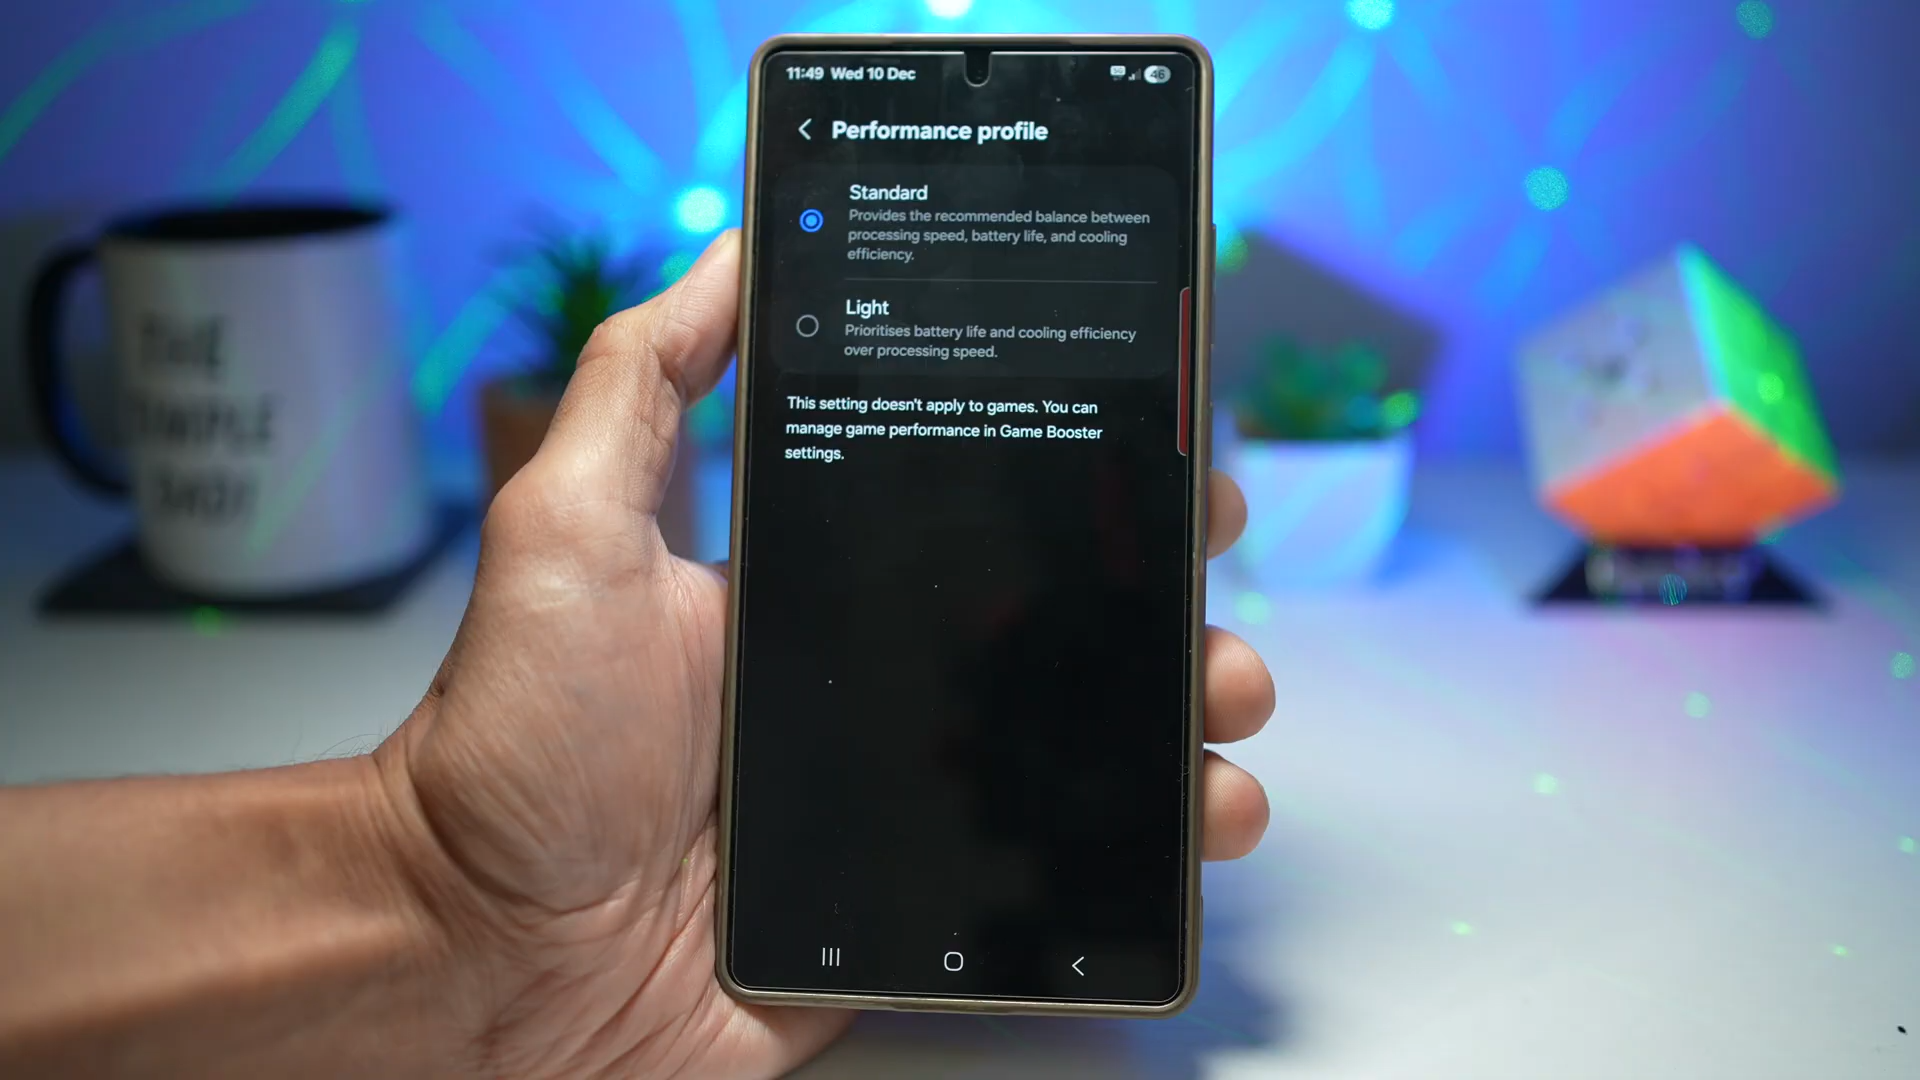 11:49 Wed 10 Dec
46
Performance profile
Standard
Provides the recommended balance between
processing speed, battery life, and cooling
efficiency.
Light
Prioritises battery life and cooling efficiency
over processing speed.
This setting doesn't apply to games. You can
manage game performance in Game Booster
settings.